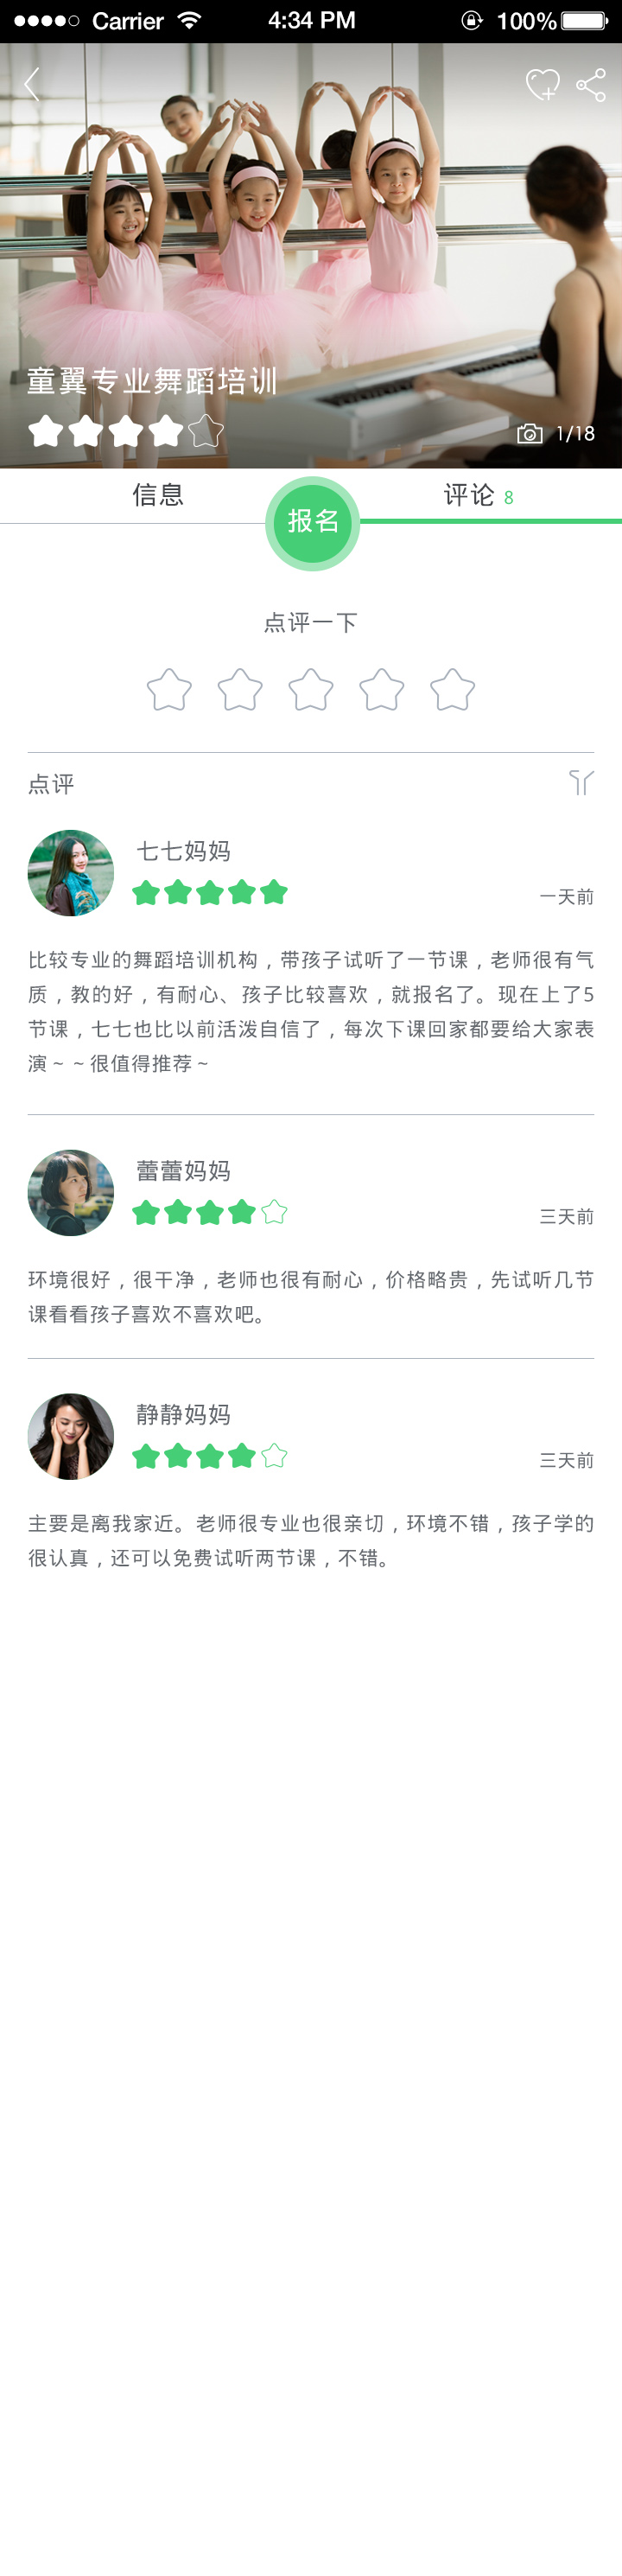 Carrier 4:34 PM 100%
童翼专业舞蹈培训
1/18
信息 报名 评论 8
点评一下
点评
七七妈妈
一天前
比较专业的舞蹈培训机构，带孩子试听了一节课，老师很有气
质，教的好，有耐心、孩子比较喜欢，就报名了。现在上了5
节课，七七也比以前活泼自信了，每次下课回家都要给大家表
演～～很值得推荐～
蕾蕾妈妈
三天前
环境很好，很干净，老师也很有耐心，价格略贵，先试听几节
课看看孩子喜欢不喜欢吧。
静静妈妈
三天前
主要是离我家近。老师很专业也很亲切，环境不错，孩子学的
很认真，还可以免费试听两节课，不错。